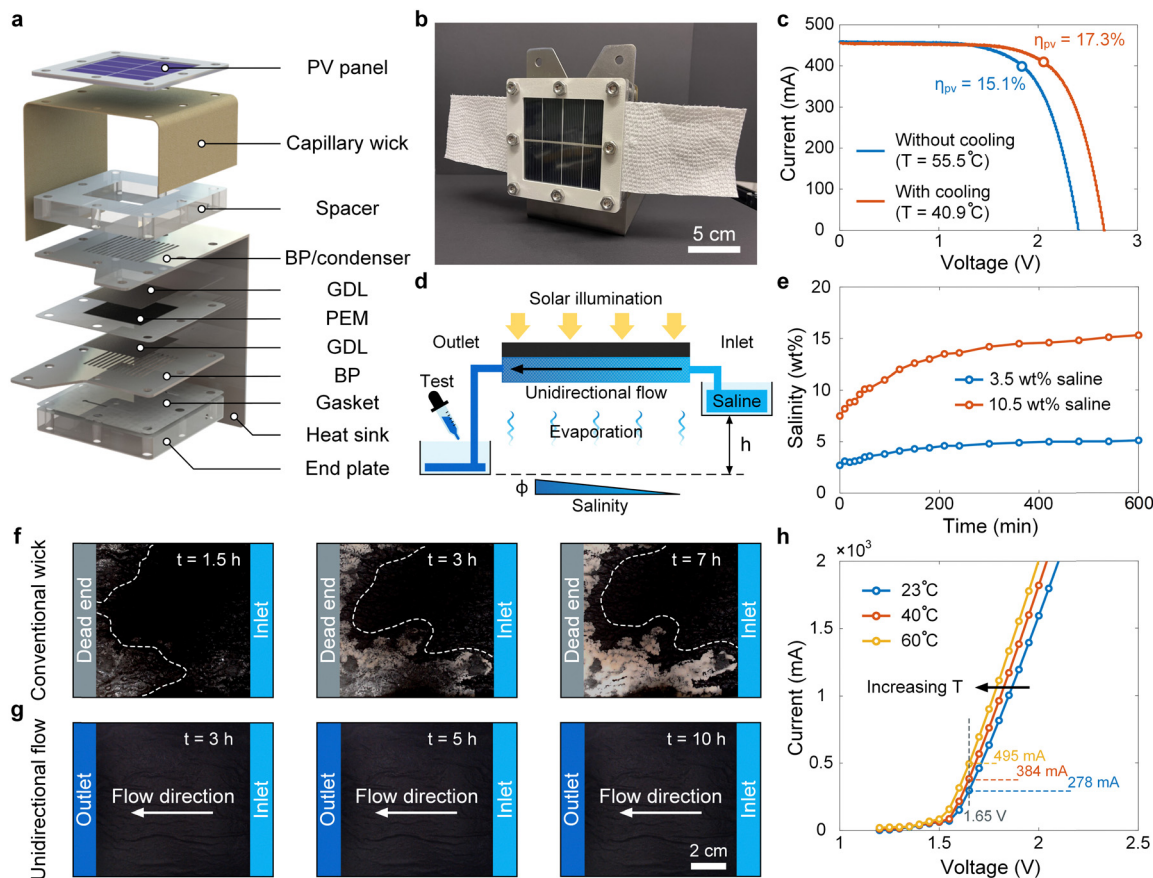 a
PV panel
Capillary wick
Spacer
BP/condenser
GDL
PEM
GDL
BP
Gasket
Heat sink
End plate
b
5 cm
c
500
400
300
200
100
0
0
1
2
3
Current (mA)
Voltage (V)
ηpv = 17.3%
ηpv = 15.1%
Without cooling
(T = 55.5°C)
With cooling
(T = 40.9°C)
d
Solar illumination
Outlet
Inlet
Test
Unidirectional flow
Saline
Evaporation
h
ϕ
Salinity
e
20
15
10
5
0
0
200
400
600
Salinity (wt%)
Time (min)
3.5 wt% saline
10.5 wt% saline
f
Conventional wick
Dead end
t = 1.5 h
Inlet
Dead end
t = 3 h
Inlet
Dead end
t = 7 h
Inlet
g
Unidirectional flow
Outlet
t = 3 h
Flow direction
Inlet
Outlet
t = 5 h
Flow direction
Inlet
Outlet
t = 10 h
Flow direction
2 cm
Inlet
h
×10³
2
1.5
1
0.5
0
1
1.5
2
2.5
Current (mA)
Voltage (V)
23°C
40°C
60°C
Increasing T
495 mA
384 mA
278 mA
1.65 V